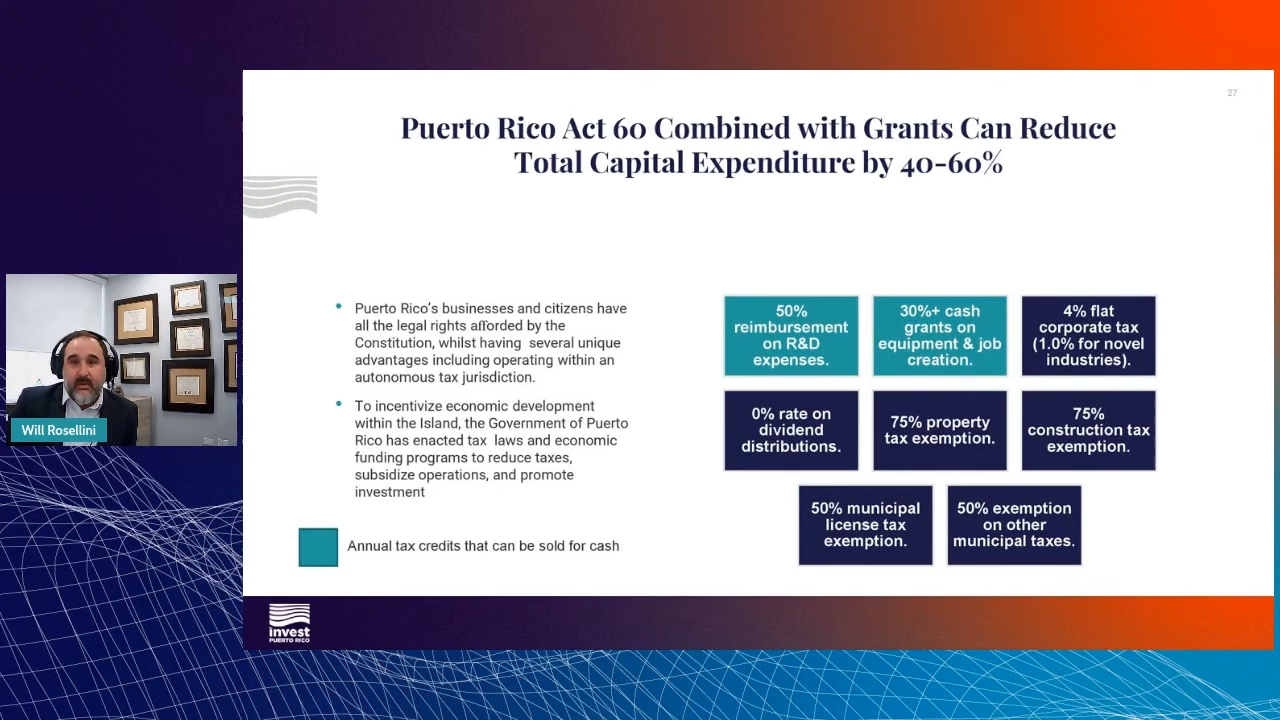 27
Puerto Rico Act 60 Combined with Grants Can Reduce
Total Capital Expenditure by 40-60%
Puerto Rico's businesses and citizens have
all the legal rights afforded by the
Constitution, whilst having several unique
advantages including operating within an
autonomous tax jurisdiction.
To incentivize economic development
within the Island, the Government of Puerto
Rico has enacted tax laws and economic
funding programs to reduce taxes,
subsidize operations, and promote
investment
Annual tax credits that can be sold for cash
50%
reimbursement
on R&D
expenses.
30%+ cash
grants on
equipment & job
creation.
4% flat
corporate tax
(1.0% for novel
industries).
0% rate on
dividend
distributions.
75% property
tax exemption.
75%
construction tax
exemption.
50% municipal
license tax
exemption.
50% exemption
on other
municipal taxes.
Will Rosellini
invest
PUERTO RICO